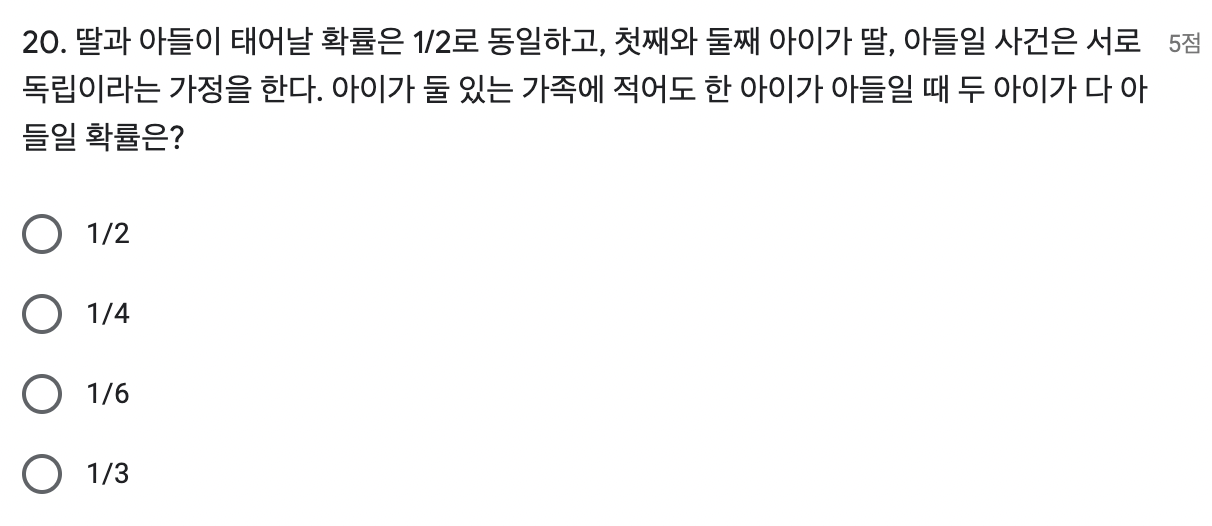 20. 딸과 아들이 태어날 확률은 1/2로 동일하고, 첫째와 둘째 아이가 딸, 아들일 사건은 서로 5점
독립이라는 가정을 한다. 아이가 둘 있는 가족에 적어도 한 아이가 아들일 때 두 아이가 다 아
들일 확률은?
1/2
1/4
1/6
1/3